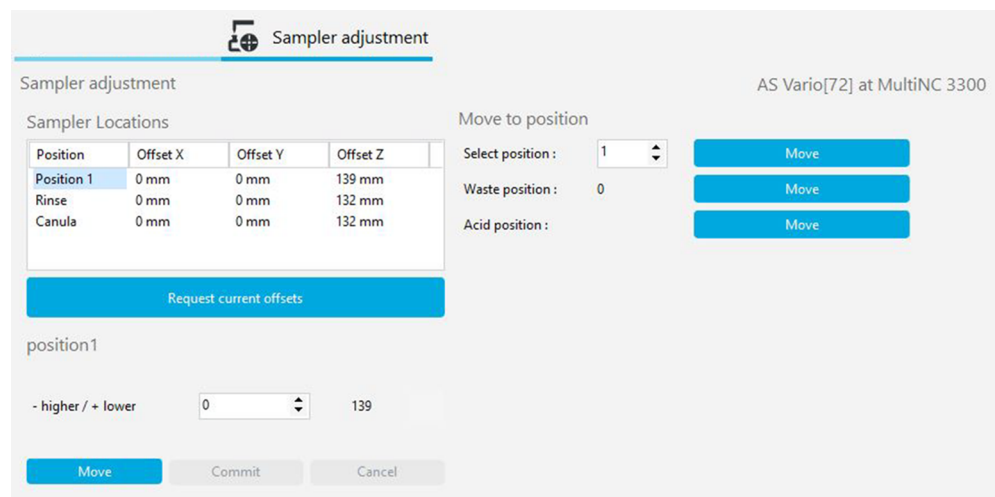 Sampler adjustment
Sampler adjustment
AS Vario[72] at MultiNC 3300
Sampler Locations
Position Offset X Offset Y Offset Z
Position 1 0 mm 0 mm 139 mm
Rinse 0 mm 0 mm 132 mm
Canula 0 mm 0 mm 132 mm
Request current offsets
position1
- higher / + lower 0 139
Move Commit Cancel
Move to position
Select position : 1 Move
Waste position : 0 Move
Acid position : Move